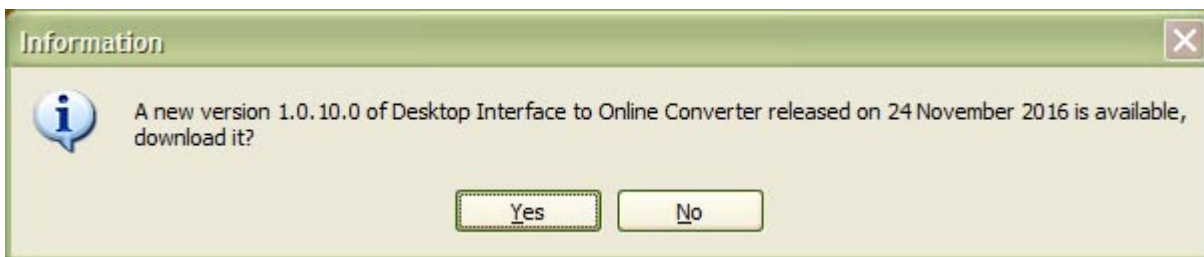 Information
A new version 1.0.10.0 of Desktop Interface to Online Converter released on 24 November 2016 is available,
download it?
Yes No